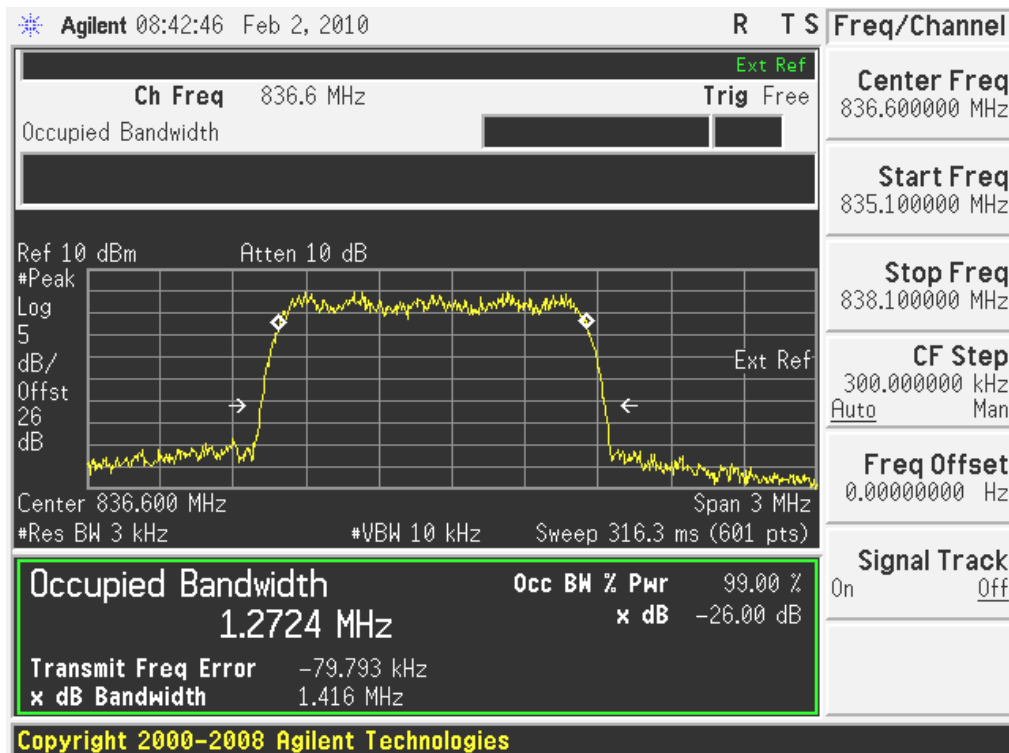 Agilent 08:42:46 Feb 2, 2010 R T S
Ext Ref
Ch Freq 836.6 MHz Trig Free
Occupied Bandwidth
Ref 10 dBm Atten 10 dB
#Peak
Log
5
dB/
Offst
26
dB
Ext Ref
Center 836.600 MHz Span 3 MHz
#Res BW 3 kHz #VBW 10 kHz Sweep 316.3 ms (601 pts)
Occupied Bandwidth
1.2724 MHz
Occ BW % Pwr 99.00 %
x dB -26.00 dB
Transmit Freq Error -79.793 kHz
x dB Bandwidth 1.416 MHz
Freq/Channel
Center Freq
836.600000 MHz
Start Freq
835.100000 MHz
Stop Freq
838.100000 MHz
CF Step
300.000000 kHz
Auto Man
Freq Offset
0.00000000 Hz
Signal Track
On Off
Copyright 2000-2008 Agilent Technologies